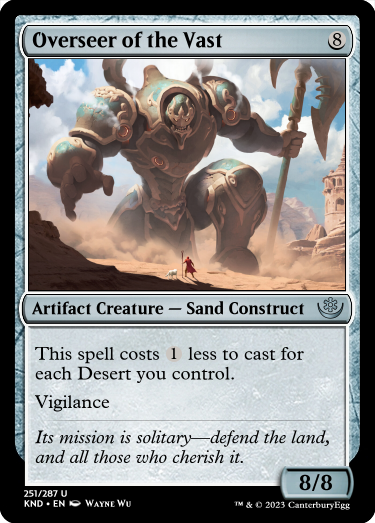 Overseer of the Vast 8
Artifact Creature — Sand Construct
This spell costs 1 less to cast for
each Desert you control.
Vigilance
Its mission is solitary—defend the land,
and all those who cherish it.
8/8
251/287 U
KND • EN Wayne Wu
™ & © 2023 CanterburyEgg